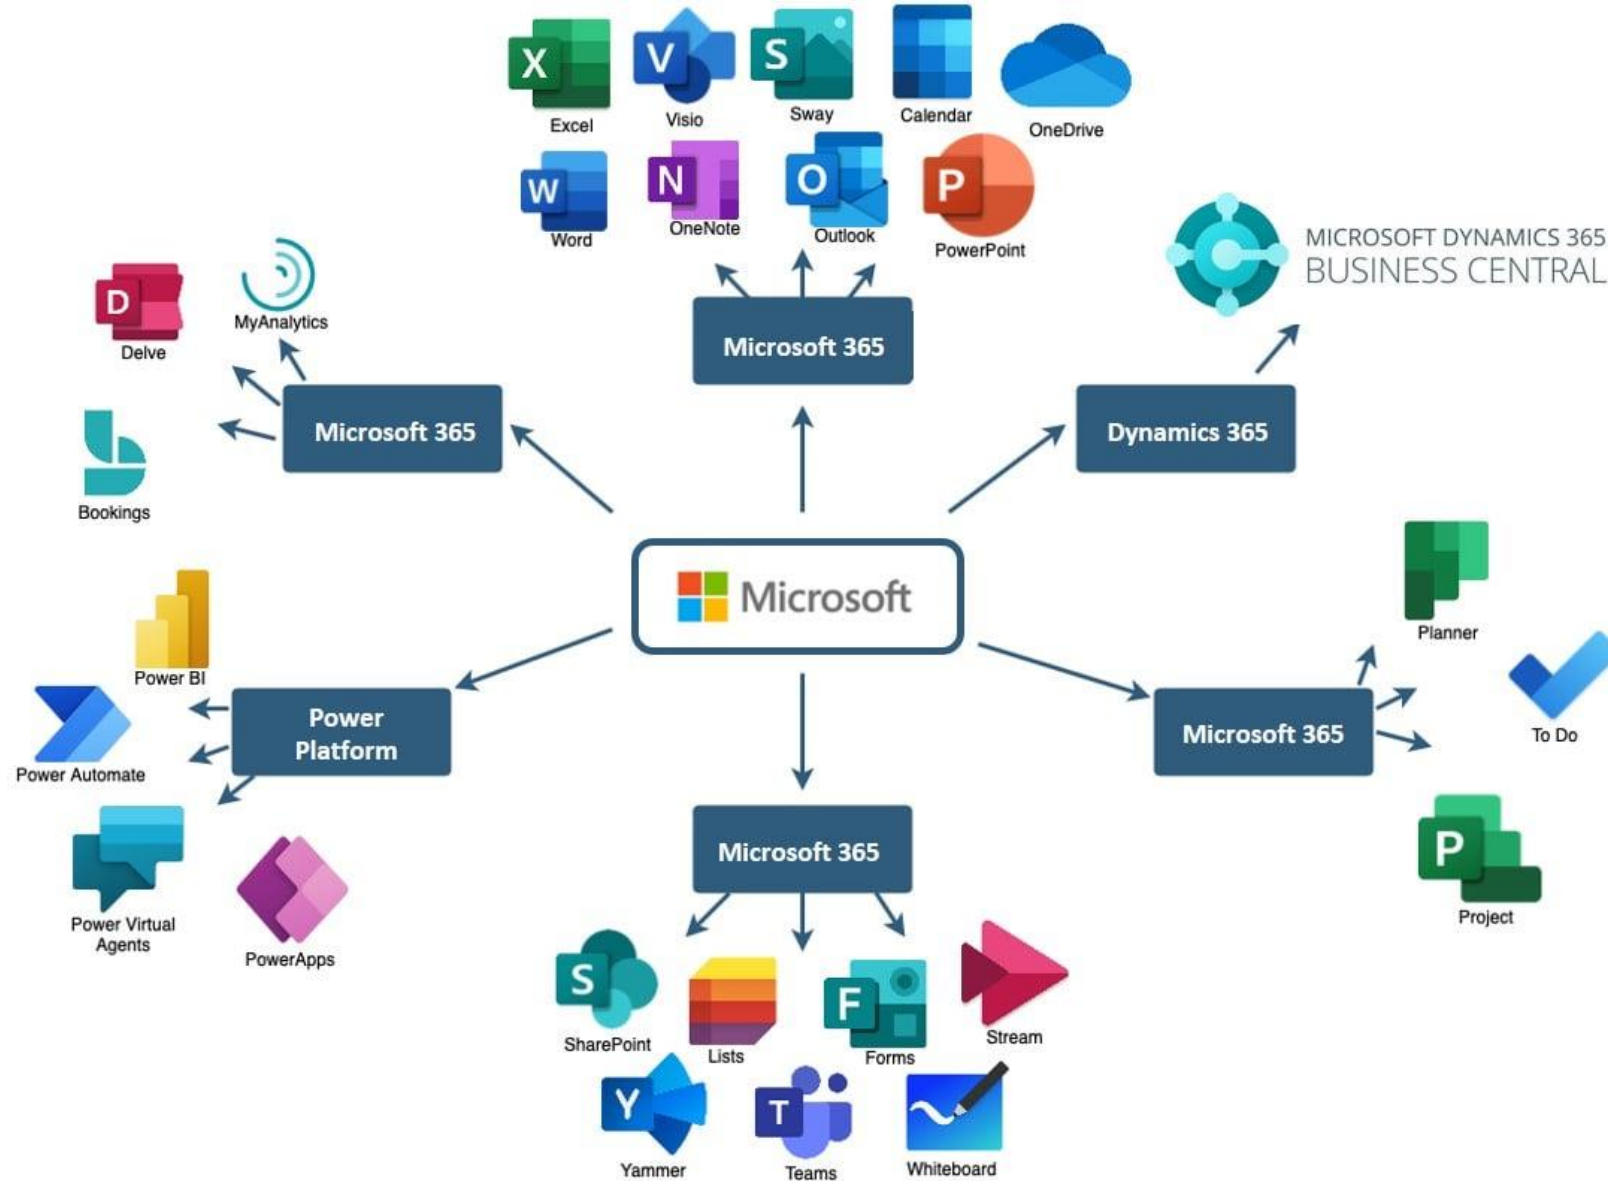 X
Excel
V
Visio
S
Sway
Calendar
OneDrive
W
Word
N
OneNote
O
Outlook
P
PowerPoint
MICROSOFT DYNAMICS 365
BUSINESS CENTRAL
D
Delve
MyAnalytics
Bookings
Microsoft 365
Microsoft 365
Dynamics 365
Microsoft
Planner
To Do
P
Project
Microsoft 365
Power BI
Power Automate
Power Virtual
Agents
PowerApps
Power
Platform
Microsoft 365
S
SharePoint
Lists
F
Forms
Stream
Y
Yammer
T
Teams
Whiteboard